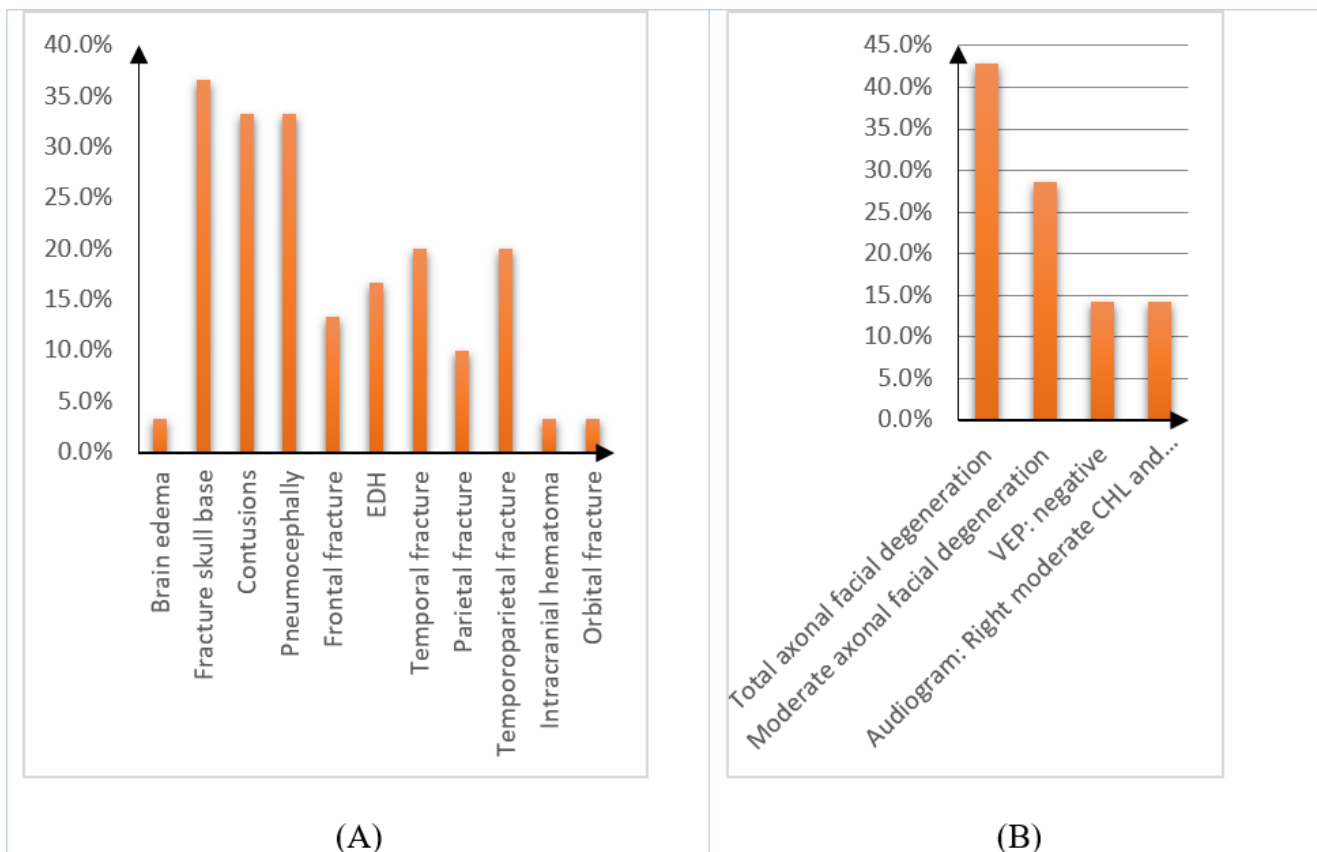 40.0%
35.0%
30.0%
25.0%
20.0%
15.0%
10.0%
5.0%
0.0%
Brain edema
Fracture skull base
Contusions
Pneumocephally
Frontal fracture
EDH
Temporal fracture
Parietal fracture
Temporoparietal fracture
Intracranial hematoma
Orbital fracture
(A)
45.0%
40.0%
35.0%
30.0%
25.0%
20.0%
15.0%
10.0%
5.0%
0.0%
Total axonal facial degeneration
Moderate axonal facial degeneration
VEP: negative
Audiogram: Right moderate CHL and...
(B)